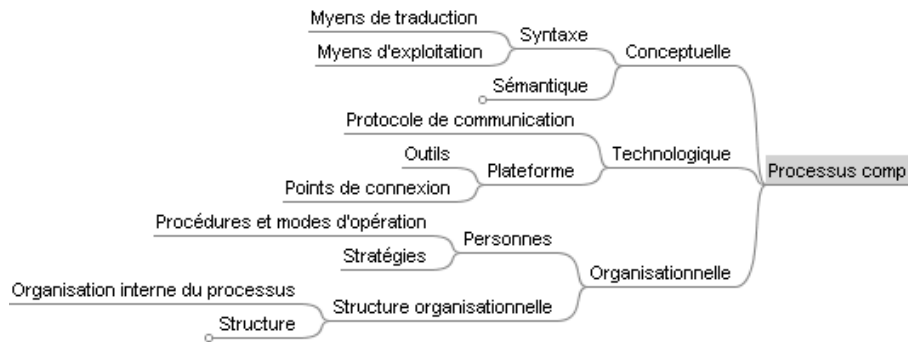 Myens de traduction
Syntaxe
Myens d'exploitation
Conceptuelle
Sémantique
Protocole de communication
Outils
Technologique
Plateforme
Processus comp
Points de connexion
Procédures et modes d'opération
Personnes
Stratégies
Organisationnelle
Organisation interne du processus
Structure organisationnelle
Structure